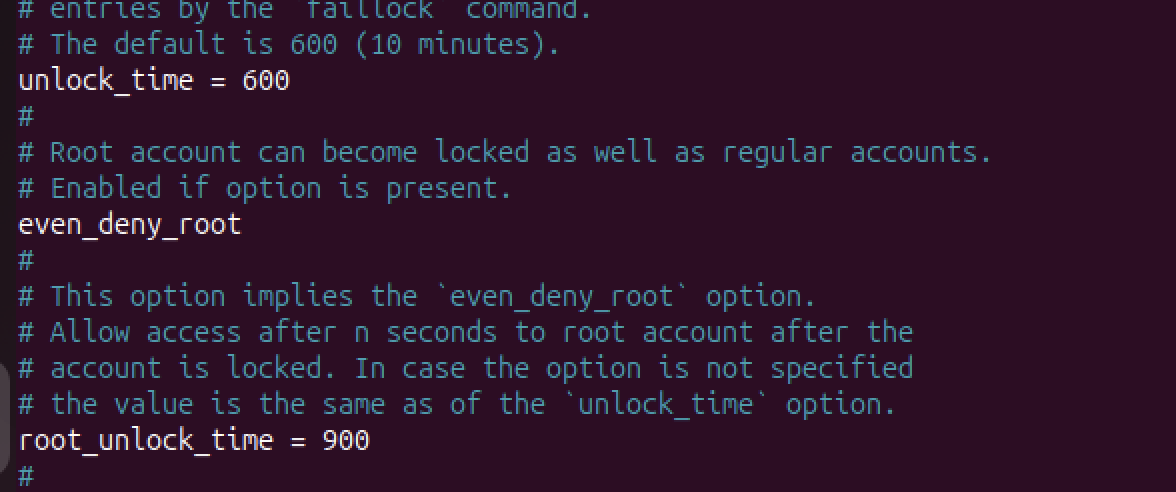 # entries by the `faillock` command.
# The default is 600 (10 minutes).
unlock_time = 600
#
# Root account can become locked as well as regular accounts.
# Enabled if option is present.
even_deny_root
#
# This option implies the `even_deny_root` option.
# Allow access after n seconds to root account after the
# account is locked. In case the option is not specified
# the value is the same as of the `unlock_time` option.
root_unlock_time = 900
#